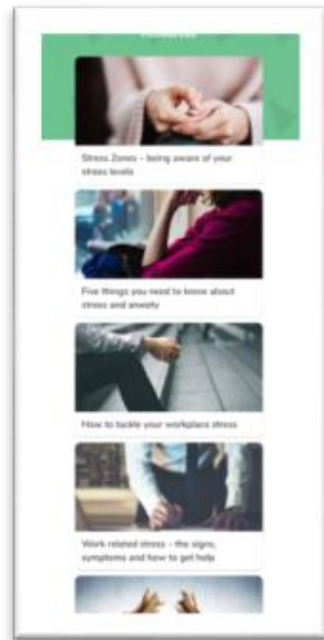 Stress Zones - being aware of your
stress levels
Five things you need to know about
stress and anxiety
How to tackle your workplace stress
Work related stress - the signs,
symptoms and how to get help